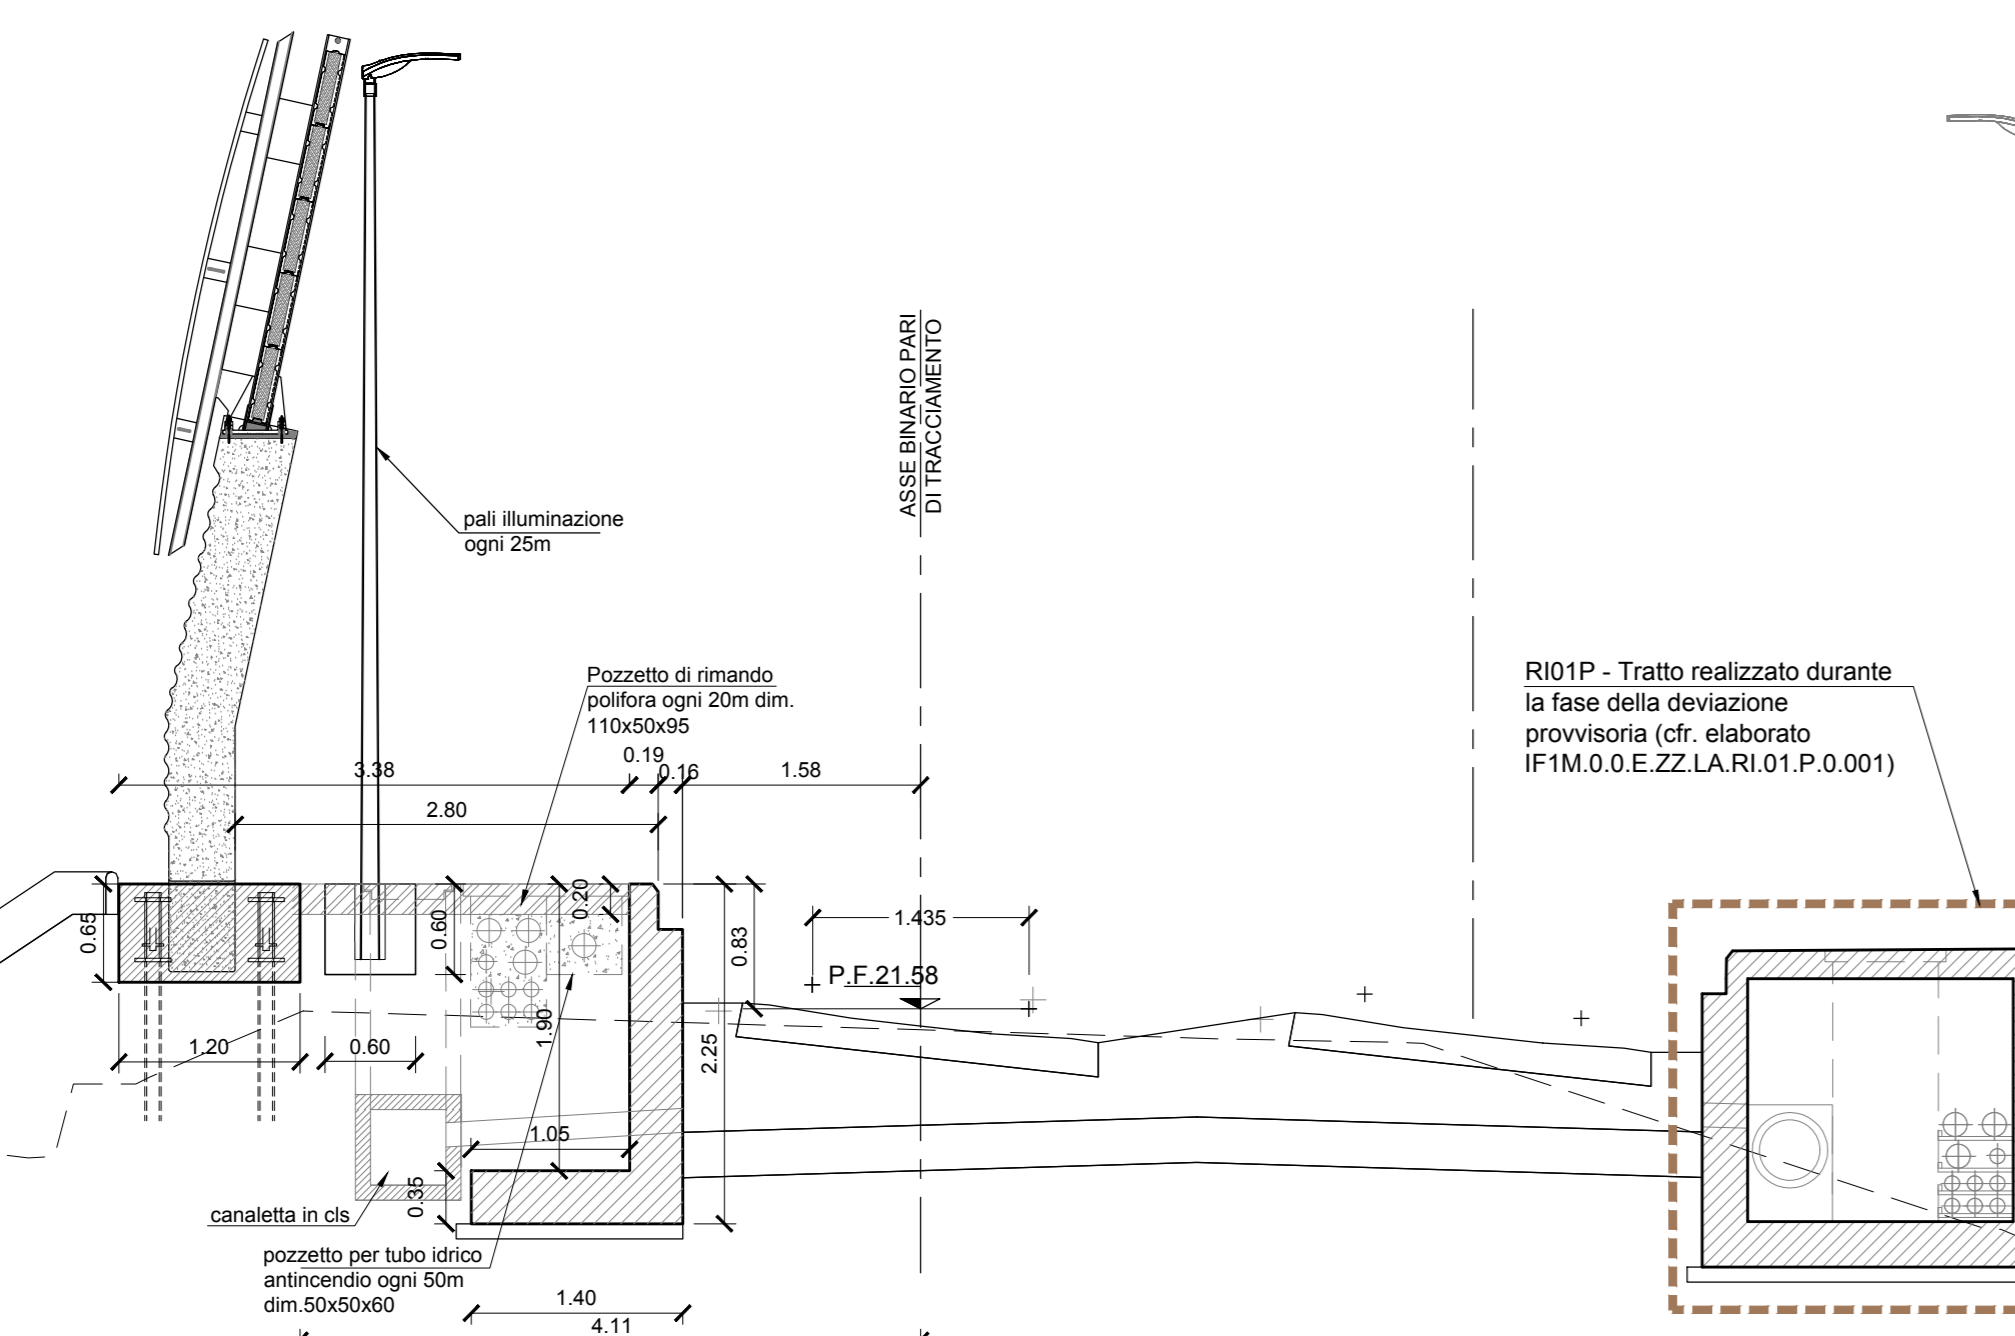 ASSE BINARIO PARI
DI TRACCIAMENTO
pali illuminazione
ogni 25m
Pozzetto di rimando
polifora ogni 20m dim.
110x50x95
RI01P - Tratto realizzato durante
la fase della deviazione
provvisoria (cfr. elaborato
IF1M.0.0.E.ZZ.LA.RI.01.P.0.001)
3.38
0.19
0.16
1.58
2.80
0.65
0.60
0.20
0.83
1.435
P.F.21.58
1.20
0.60
1.90
2.25
1.05
0.35
canaletta in cls
pozzetto per tubo idrico
antincendio ogni 50m
dim.50x50x60
1.40
4.11